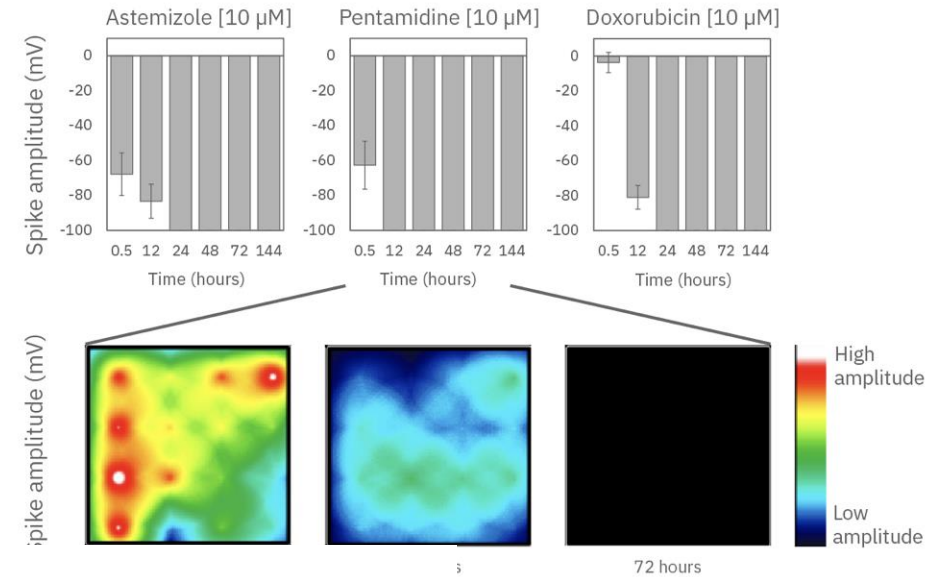 Astemizole [10 µM]
Pentamidine [10 µM]
Doxorubicin [10 µM]
Spike amplitude (mV)
0
-20
-40
-60
-80
-100
0.5 12 24 48 72 144
Time (hours)
0
-20
-40
-60
-80
-100
0.5 12 24 48 72 144
Time (hours)
0
-20
-40
-60
-80
-100
0.5 12 24 48 72 144
Time (hours)
Spike amplitude (mV)
High
amplitude
Low
amplitude
72 hours